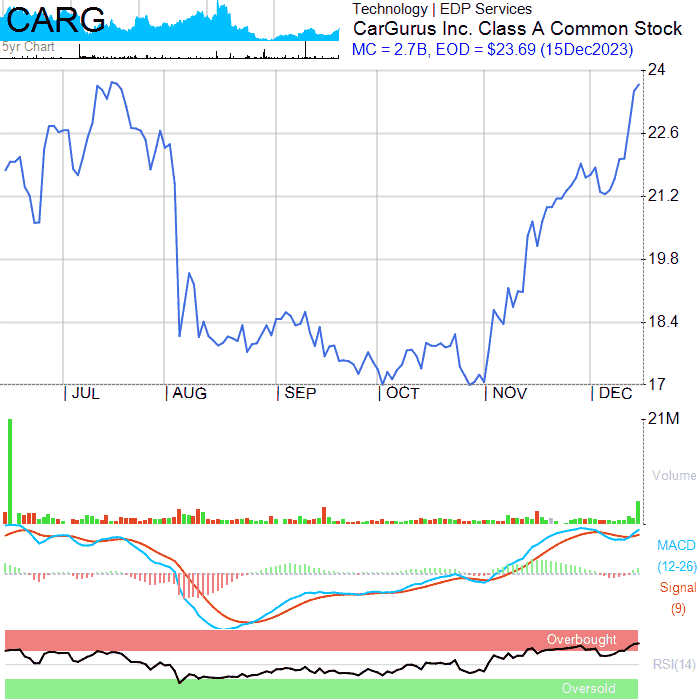 CARG
5yr Chart
Technology | EDP Services
CarGurus Inc. Class A Common Stock
MC = 2.7B, EOD = $23.69 (15Dec2023)
24
22.6
21.2
19.8
18.4
17
JUL
AUG
SEP
OCT
NOV
DEC
21M
Volume
MACD
(12-26)
Signal
(9)
Overbought
RSI(14)
Oversold